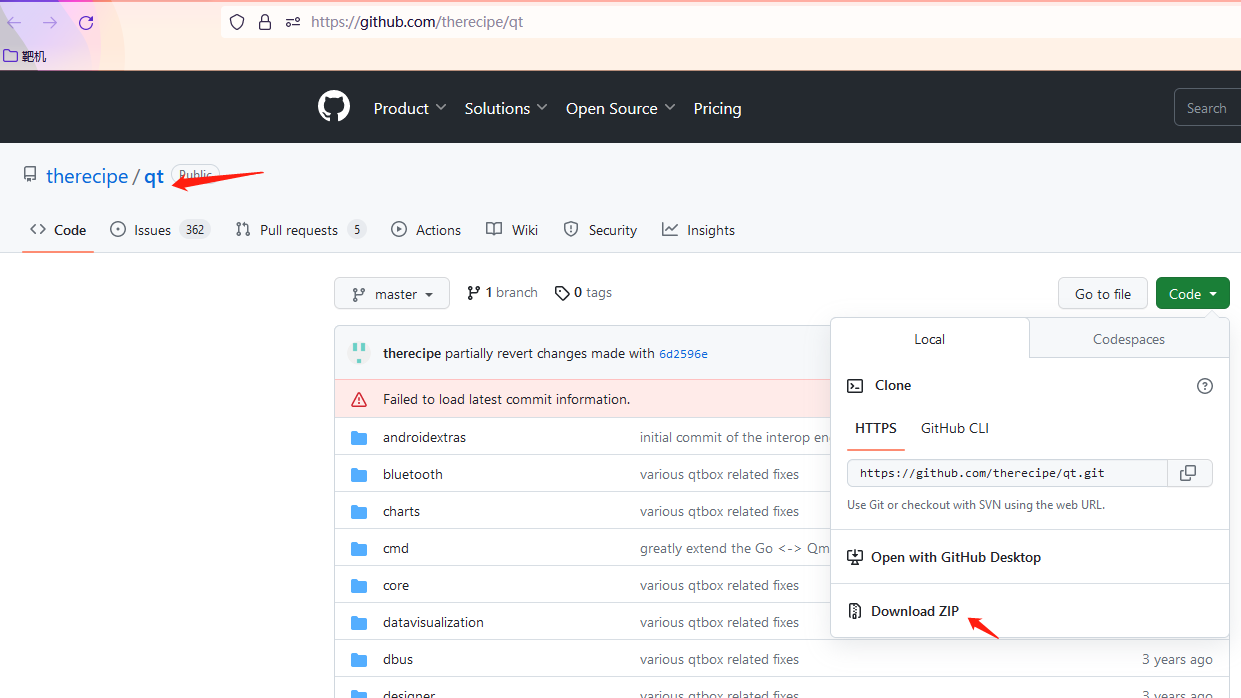 https://github.com/therecipe/qt
靶机
Product Solutions Open Source Pricing Search
therecipe / qt Public
Code Issues 362 Pull requests 5 Actions Wiki Security Insights
master 1 branch 0 tags Go to file Code
Local Codespaces
therecipe partially revert changes made with 6d2596e
Clone
Failed to load latest commit information.
HTTPS GitHub CLI
androidextras initial commit of the interop en
https://github.com/therecipe/qt.git
bluetooth various qtbox related fixes
Use Git or checkout with SVN using the web URL.
charts various qtbox related fixes
cmd greatly extend the Go <-> Qm
Open with GitHub Desktop
core various qtbox related fixes
Download ZIP
datavisualization various qtbox related fixes
dbus various qtbox related fixes 3 years ago
designer various qtbox related fixes 3 years ago